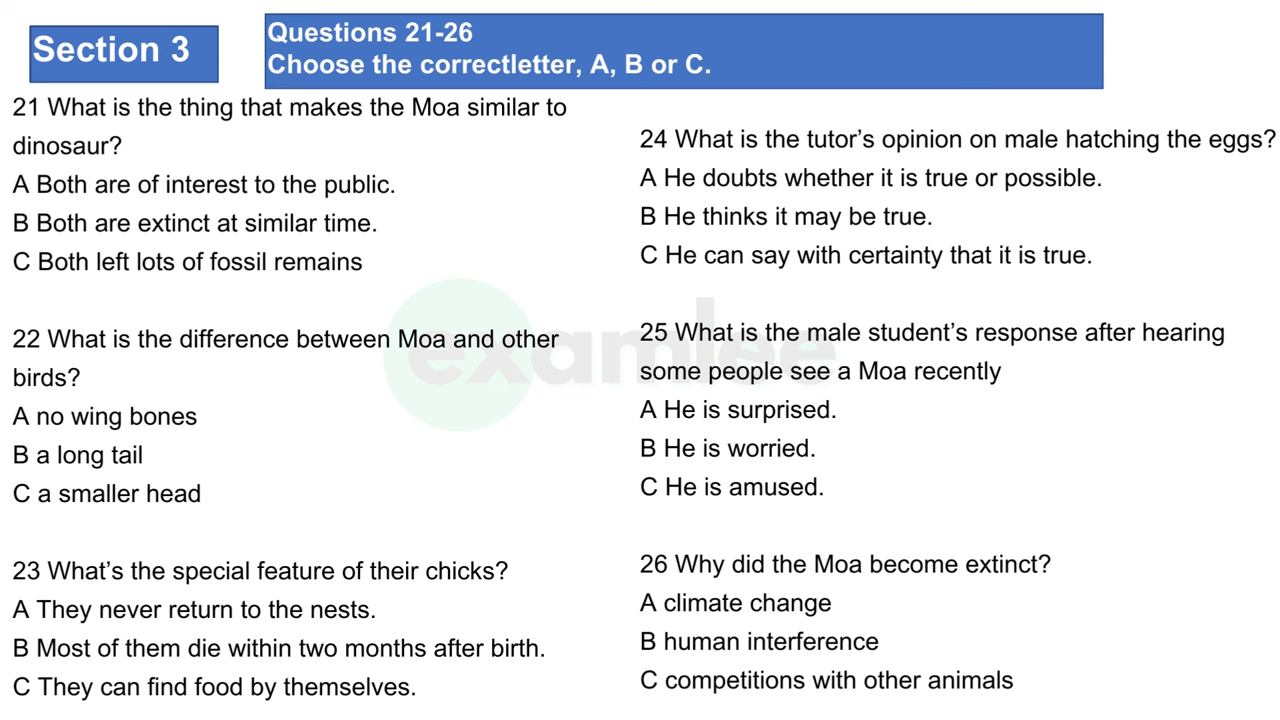 Section 3
Questions 21-26
Choose the correctletter, A, B or C.
21 What is the thing that makes the Moa similar to
dinosaur?
A Both are of interest to the public.
B Both are extinct at similar time.
C Both left lots of fossil remains
22 What is the difference between Moa and other
birds?
A no wing bones
B a long tail
C a smaller head
23 What’s the special feature of their chicks?
A They never return to the nests.
B Most of them die within two months after birth.
C They can find food by themselves.
24 What is the tutor’s opinion on male hatching the eggs?
A He doubts whether it is true or possible.
B He thinks it may be true.
C He can say with certainty that it is true.
25 What is the male student’s response after hearing
some people see a Moa recently
A He is surprised.
B He is worried.
C He is amused.
26 Why did the Moa become extinct?
A climate change
B human interference
C competitions with other animals
examlee